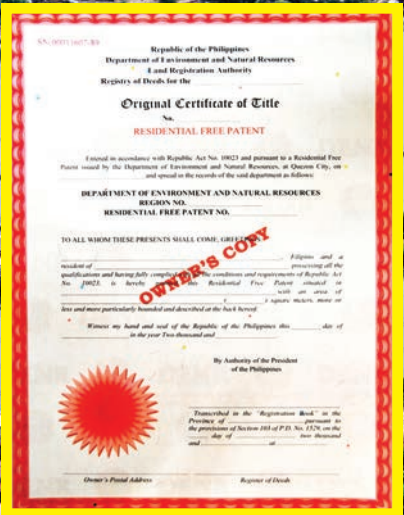 Republic of the Philippines
Department of Environment and Natural Resources
Land Registration Authority
Registry of Deeds for the
Original Certificate of Title
No.
RESIDENTIAL FREE PATENT
Entered in accordance with Republic Act No. 10023 and pursuant to a Residential Free
Patent issued by the Department of Environment and Natural Resources, at Quezon City, on
and spread in the records of the said department as follows:
DEPARTMENT OF ENVIRONMENT AND NATURAL RESOURCES
REGION NO.
RESIDENTIAL FREE PATENT NO.
TO ALL WHOM THESE PRESENTS SHALL COME, GREETINGS:
OWNER'S COPY
Filipino and a
resident of possessing all the
qualifications and having fully complied the conditions and requirements of Republic Act
No. 10023, is hereby this Residential Free Patent situated in
with an area of
( ) square meters, more or
less and more particularly bounded and described at the back hereof.
Witness my hand and seal of the Republic of the Philippines this day of
in the year Two thousand and
By Authority of the President
of the Philippines
Transcribed in the "Registration Book" in the
Province of pursuant to
the provisions of Section 103 of P.D. No. 1529, on the
day of two thousand
and at
Owner's Postal Address
Register of Deeds